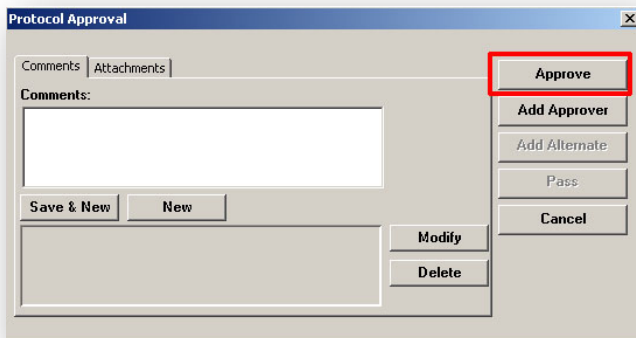 Protocol Approval
Comments Attachments
Comments:
Save & New New
Modify
Delete
Approve
Add Approver
Add Alternate
Pass
Cancel